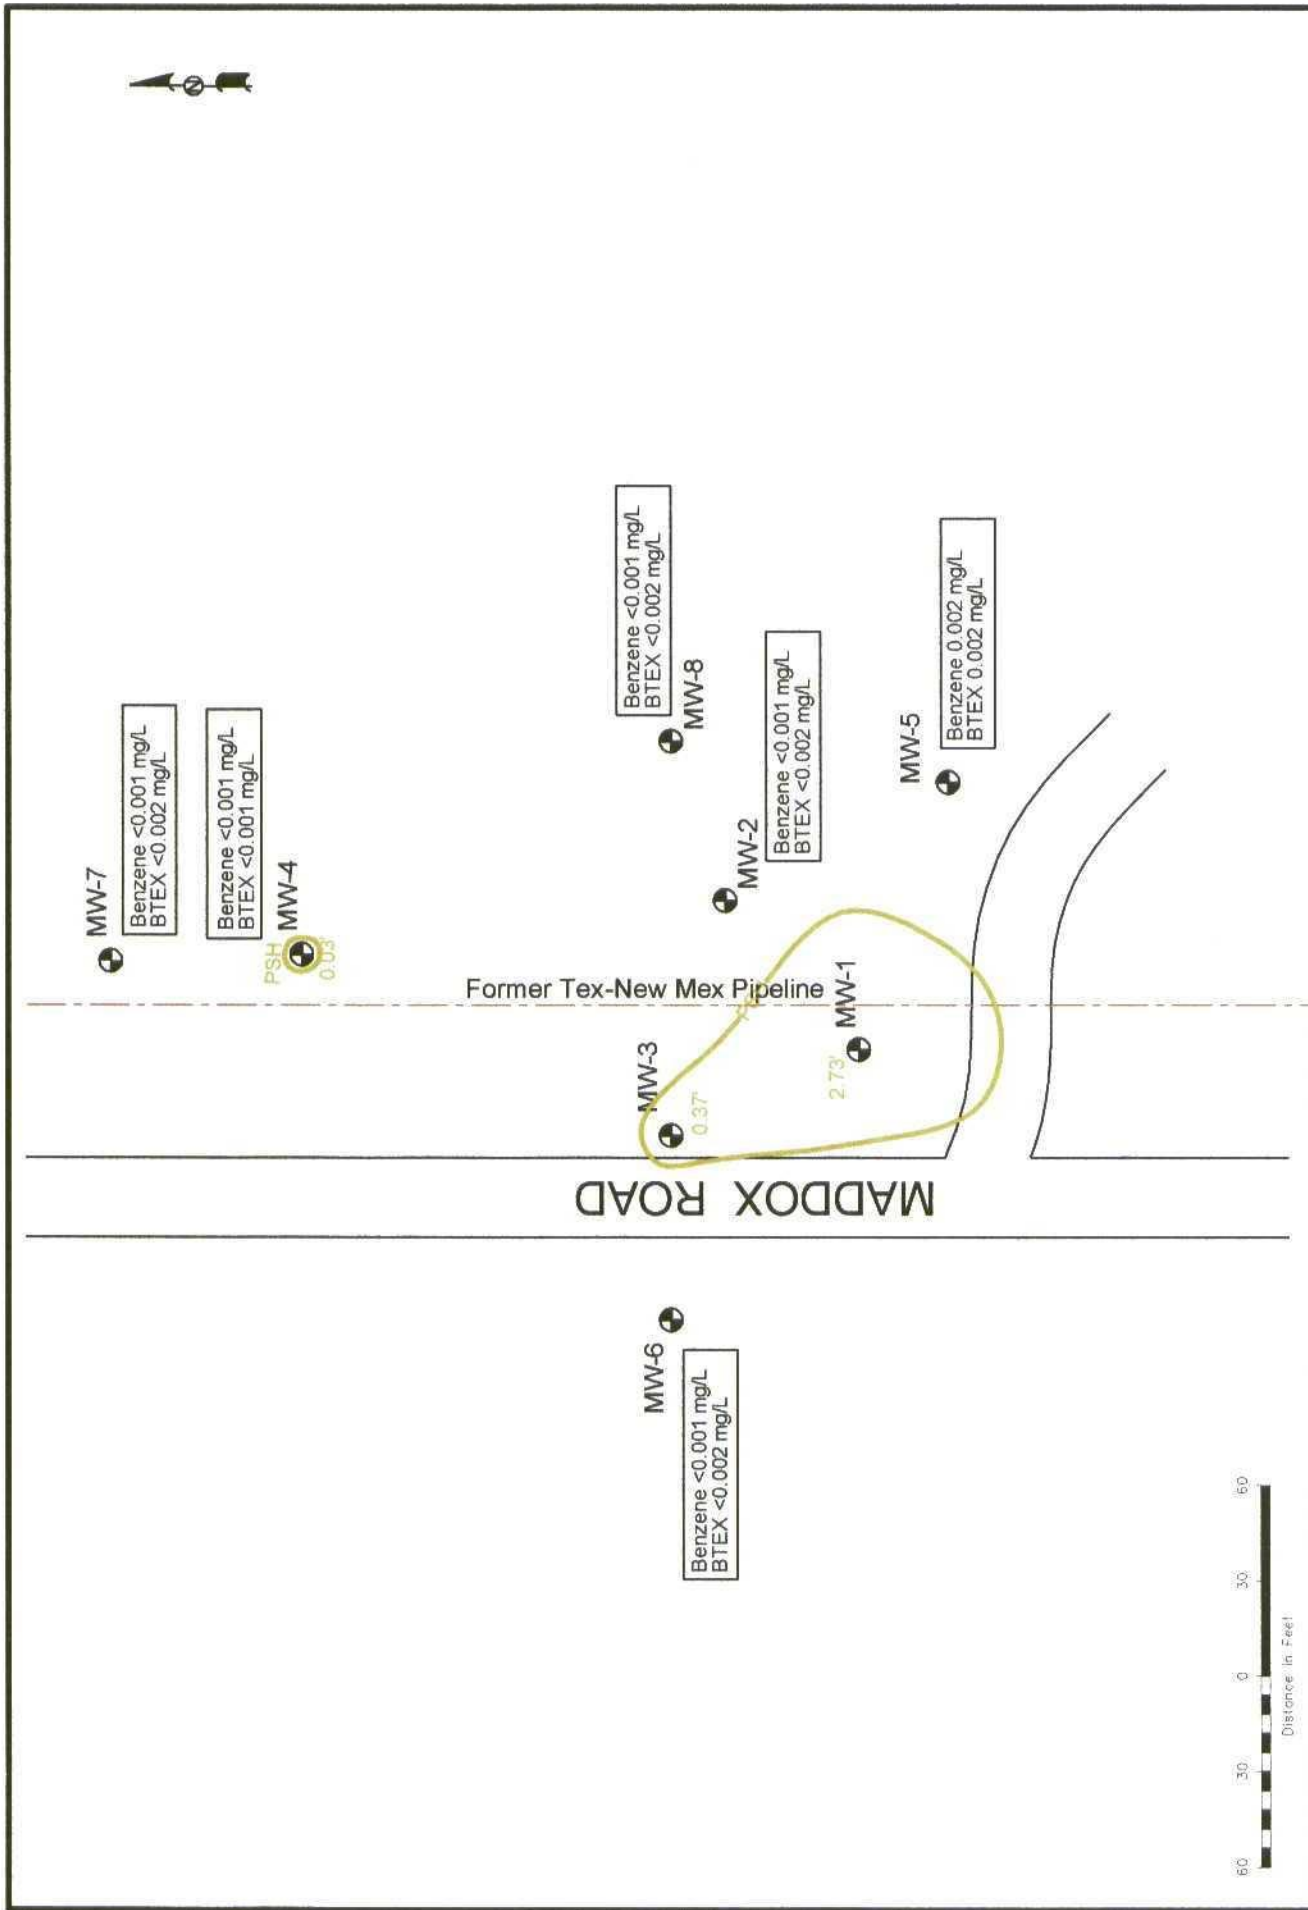 N
MW-7
Benzene <0.001 mg/L
BTEX <0.002 mg/L
Benzene <0.001 mg/L
BTEX <0.001 mg/L
MW-4
PSH
0.03'
Benzene <0.001 mg/L
BTEX <0.002 mg/L
MW-8
MW-2
Benzene <0.001 mg/L
BTEX <0.002 mg/L
MW-5
Benzene 0.002 mg/L
BTEX 0.002 mg/L
Former Tex-New Mex Pipeline
MW-3
0.37'
MW-1
2.73'
MADDOX ROAD
MW-6
Benzene <0.001 mg/L
BTEX <0.002 mg/L
60 30 0 30 60
Distance in Feet